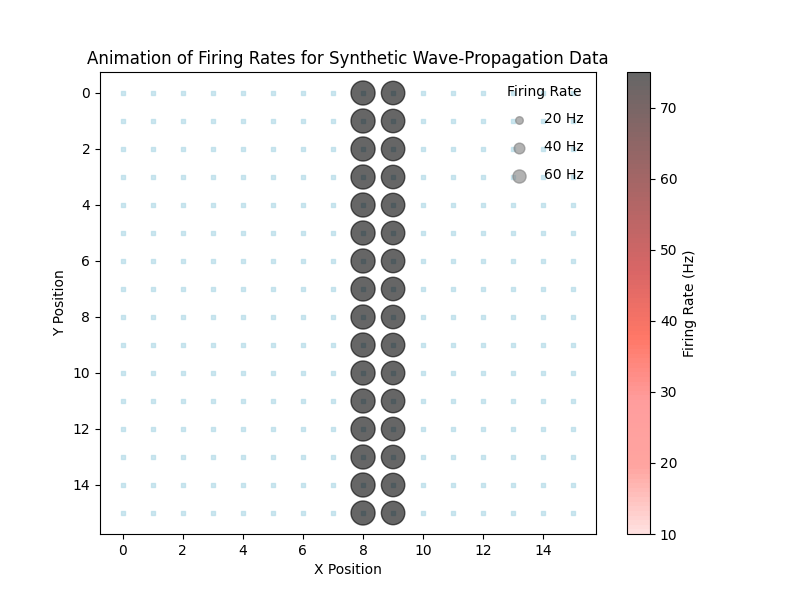 Animation of Firing Rates for Synthetic Wave-Propagation Data
Firing Rate
20 Hz
40 Hz
60 Hz
0
2
4
6
8
10
12
14
Y Position
0 2 4 6 8 10 12 14
X Position
70
60
50
40
30
20
10
Firing Rate (Hz)